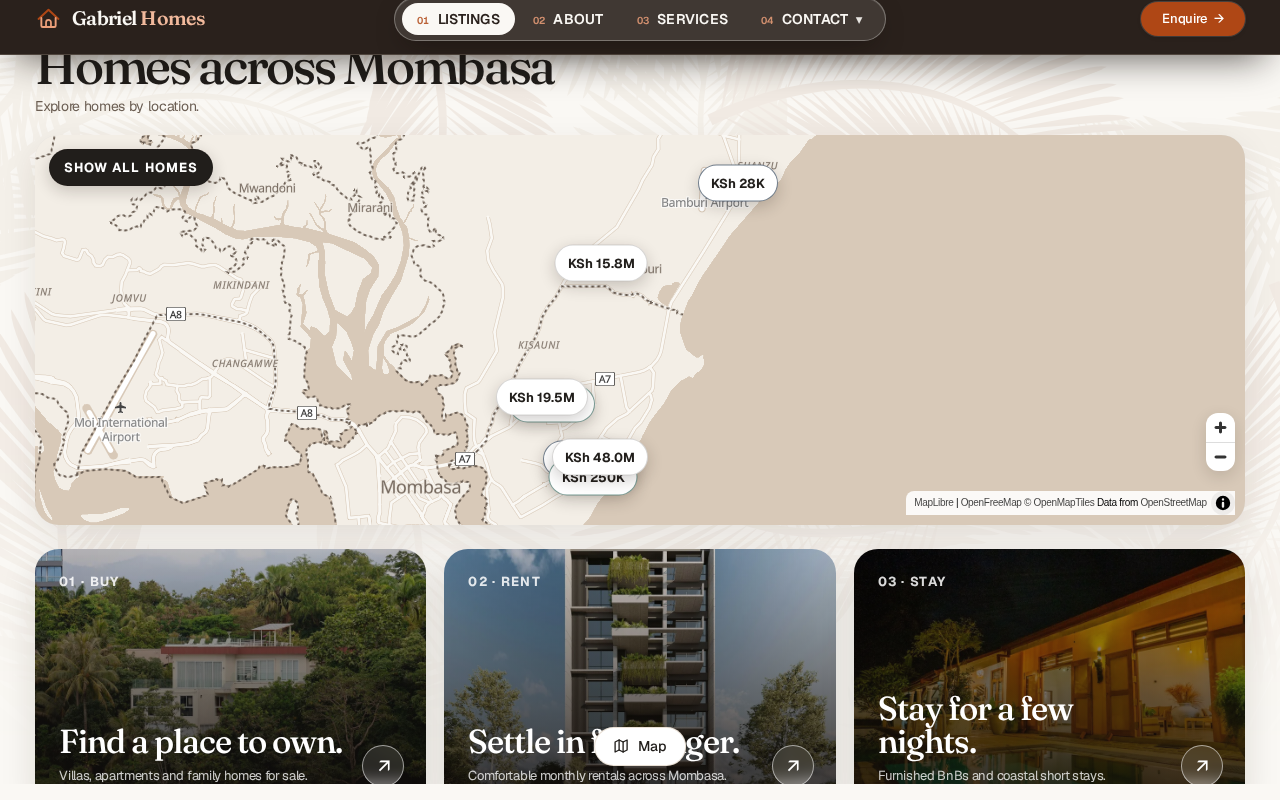 Gabriel Homes
01 LISTINGS
02 ABOUT
03 SERVICES
04 CONTACT ▼
Enquire →
Homes across Mombasa
Explore homes by location.
SHOW ALL HOMES
KSh 28K
Mwandoni
Bamburi Airport
Mirarani
KSh 15.8M
MIKINDANI
JOMVU
A8
KISAUNI
CHANGAMWE
A7
KSh 19.5M
A8
Moi International
Airport
A7
KSh 48.0M
KSh 250K
Mombasa
MapLibre | OpenFreeMap © OpenMapTiles Data from OpenStreetMap
01 · BUY
Find a place to own.
Villas, apartments and family homes for sale.
02 · RENT
Settle in
Comfortable monthly rentals across Mombasa.
Map
03 · STAY
Stay for a few
nights.
Furnished BnBs and coastal short stays.